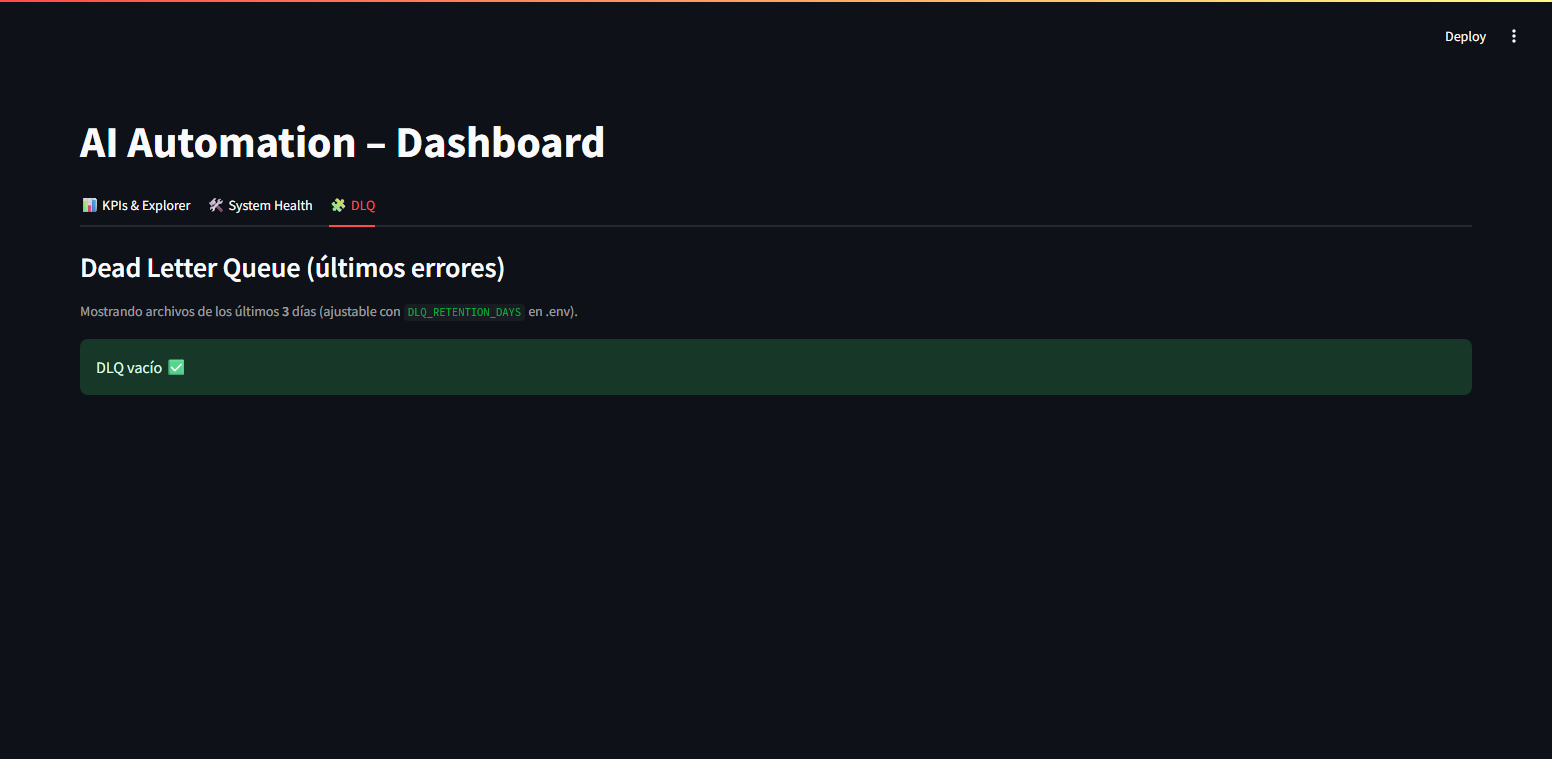 Deploy
AI Automation – Dashboard
📊 KPIs & Explorer 🛠 System Health 🧩 DLQ
Dead Letter Queue (últimos errores)
Mostrando archivos de los últimos 3 días (ajustable con DLQ_RETENTION_DAYS en .env).
DLQ vacío ✅